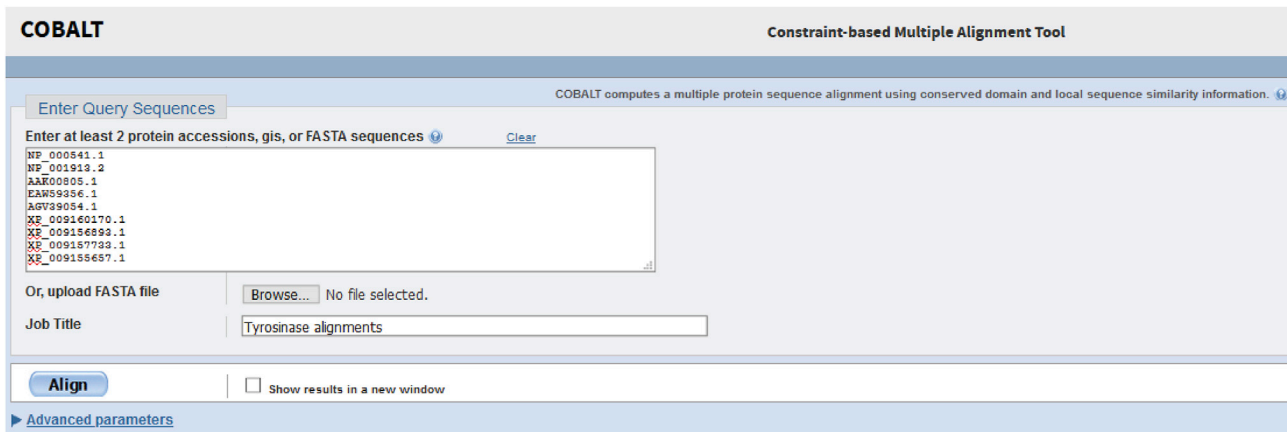 COBALT
Constraint-based Multiple Alignment Tool
COBALT computes a multiple protein sequence alignment using conserved domain and local sequence similarity information.
Enter Query Sequences
Enter at least 2 protein accessions, gis, or FASTA sequences Clear
NP_000541.1
NP_001913.2
AAK00805.1
EAW59356.1
AGV39054.1
XP_009160170.1
XP_009156893.1
XP_009157733.1
XP_009155657.1
Or, upload FASTA file Browse... No file selected.
Job Title Tyrosinase alignments
Align Show results in a new window
Advanced parameters